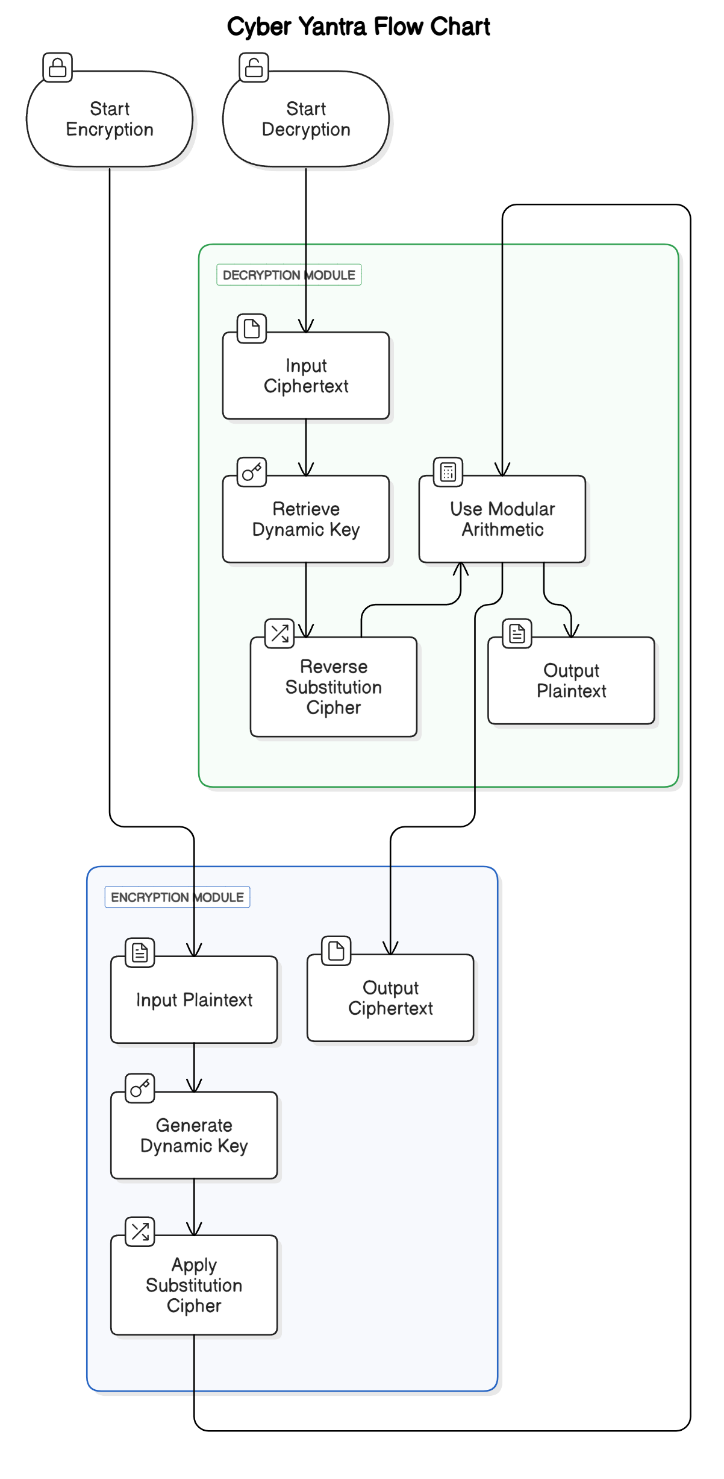 Cyber Yantra Flow Chart
Start
Encryption
Start
Decryption
DECRYPTION MODULE
Input
Ciphertext
Retrieve
Dynamic Key
Use Modular
Arithmetic
Reverse
Substitution
Cipher
Output
Plaintext
ENCRYPTION MODULE
Input Plaintext
Output
Ciphertext
Generate
Dynamic Key
Apply
Substitution
Cipher